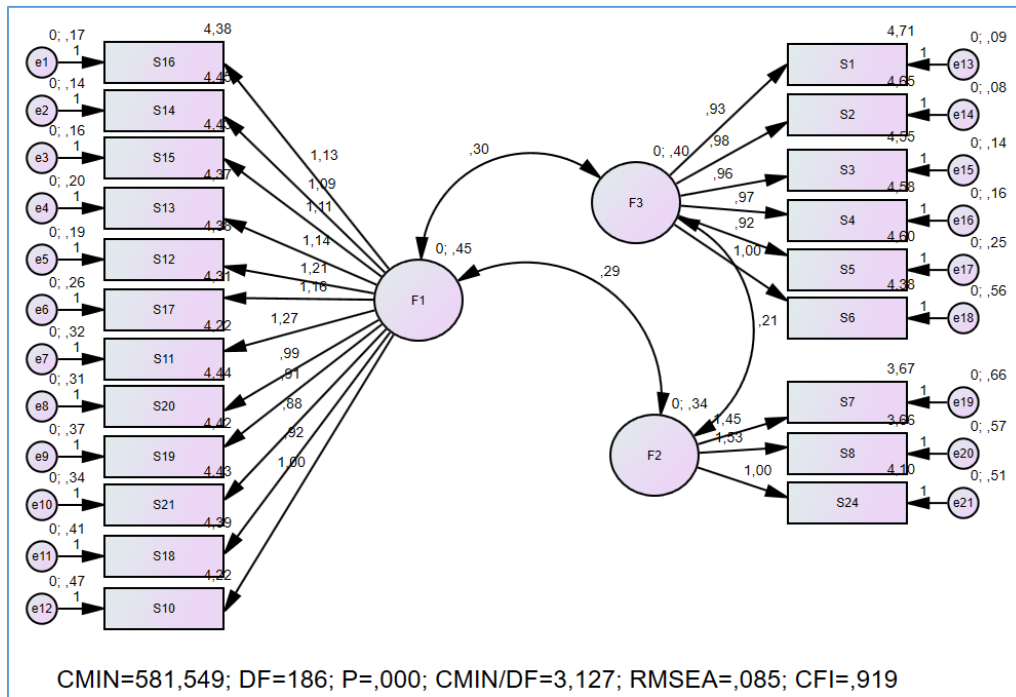 4,38
0; ,17
e1
1
S16
4,45
0; ,14
e2
1
S14
4,43
0; ,16
e3
1
S15
4,37
0; ,20
e4
1
S13
4,38
0; ,19
e5
1
S12
4,31
0; ,26
e6
1
S17
4,22
0; ,32
e7
1
S11
4,44
0; ,31
e8
1
S20
4,42
0; ,37
e9
1
S19
4,43
0; ,34
e10
1
S21
4,39
0; ,41
e11
1
S18
4,22
0; ,47
e12
1
S10
1,13
1,09
1,11
1,14
1,21
1,16
1,27
,99
,91
,88
,92
1,00
0; ,45
F1
,30
,29
,21
0; ,40
F3
,93
,98
,96
,97
,92
1,00
0; ,34
F2
1,45
1,53
1,00
4,71
0; ,09
S1
1
e13
4,65
0; ,08
S2
1
e14
4,55
0; ,14
S3
1
e15
4,58
0; ,16
S4
1
e16
4,60
0; ,25
S5
1
e17
4,38
0; ,56
S6
1
e18
3,67
0; ,66
S7
1
e19
3,66
0; ,57
S8
1
e20
4,10
0; ,51
S24
1
e21
CMIN=581,549; DF=186; P=,000; CMIN/DF=3,127; RMSEA=,085; CFI=,919